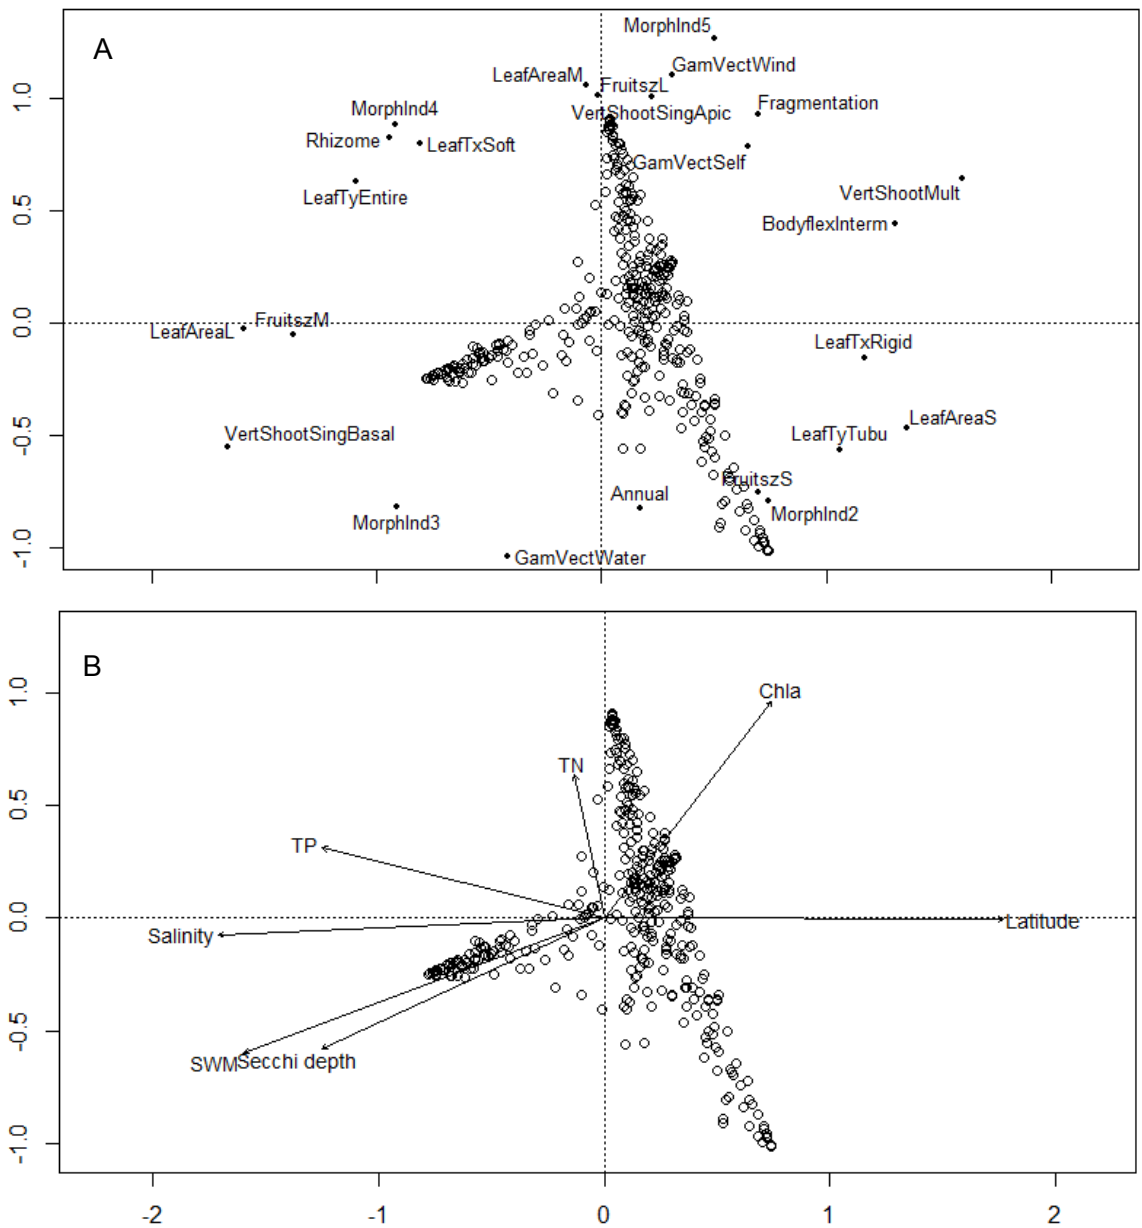 A
MorphInd5
GamVectWind
LeafAreaM
FruitszL
MorphInd4
VertShootSingApic
Fragmentation
Rhizome
LeafTxSoft
GamVectSelf
LeafTyEntire
VertShootMult
BodyflexInterm
LeafAreaL
FruitszM
LeafTxRigid
VertShootSingBasal
LeafAreaS
LeafTyTubu
FruitszS
Annual
MorphInd3
MorphInd2
GamVectWater
1.0
0.5
0.0
-0.5
-1.0
B
Chla
TN
TP
Salinity
Latitude
SWM
Secchi depth
1.0
0.5
0.0
-0.5
-1.0
-2 -1 0 1 2